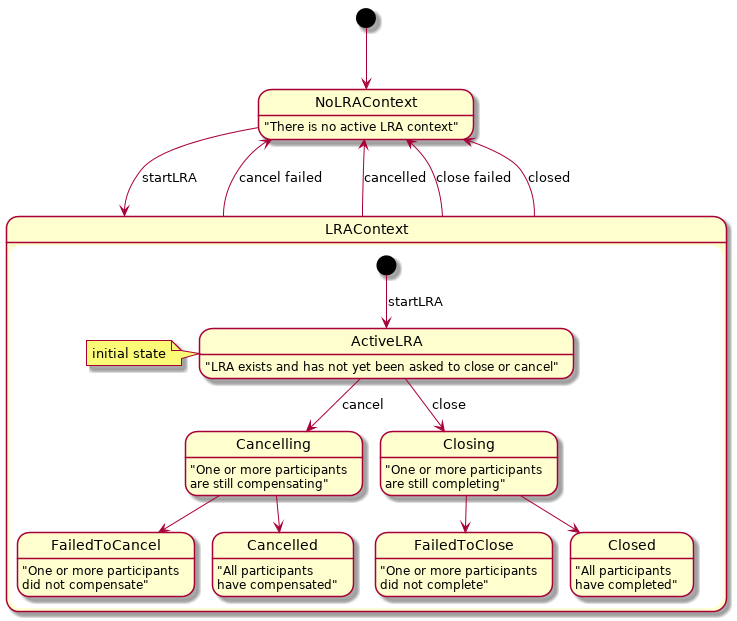 NoLRAContext
"There is no active LRA context"
startLRA
cancel failed
cancelled
close failed
closed
LRAContext
startLRA
initial state
ActiveLRA
"LRA exists and has not yet been asked to close or cancel"
cancel
close
Cancelling
"One or more participants
are still compensating"
Closing
"One or more participants
are still completing"
FailedToCancel
"One or more participants
did not compensate"
Cancelled
"All participants
have compensated"
FailedToClose
"One or more participants
did not complete"
Closed
"All participants
have completed"